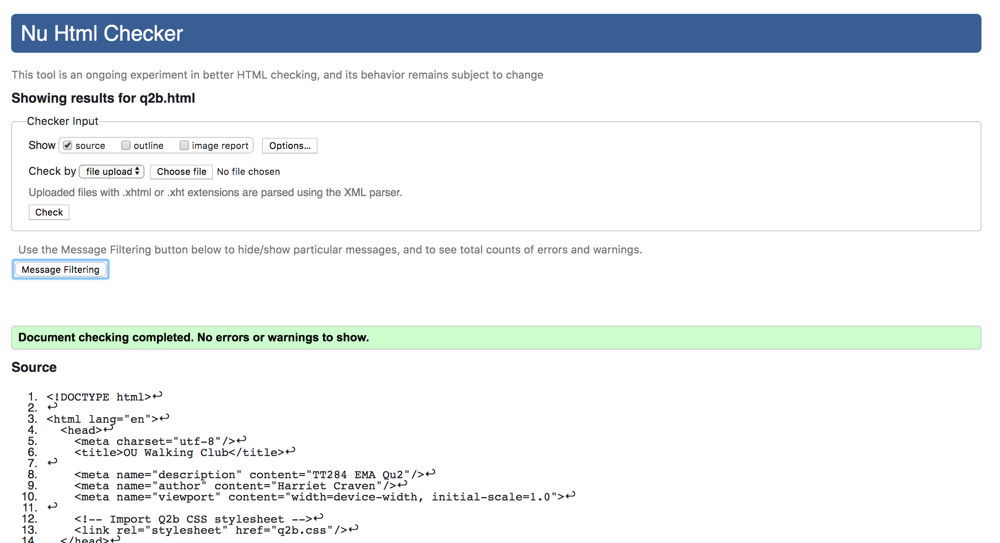 Nu Html Checker
This tool is an ongoing experiment in better HTML checking, and its behavior remains subject to change
Showing results for q2b.html
Checker Input
Show source outline image report Options...
Check by file upload Choose file No file chosen
Uploaded files with .xhtml or .xht extensions are parsed using the XML parser.
Check
Use the Message Filtering button below to hide/show particular messages, and to see total counts of errors and warnings.
Message Filtering
Document checking completed. No errors or warnings to show.
Source
1. <!DOCTYPE html>↩
2. ↩
3. <html lang="en">↩
4. <head>↩
5. <meta charset="utf-8"/>↩
6. <title>OU Walking Club</title>↩
7. ↩
8. <meta name="description" content="TT284 EMA Qu2"/>↩
9. <meta name="author" content="Harriet Craven"/>↩
10. <meta name="viewport" content="width=device-width, initial-scale=1.0">↩
11. ↩
12. <!-- Import Q2b CSS stylesheet -->↩
13. <link rel="stylesheet" href="q2b.css"/>↩
14. </head>↩